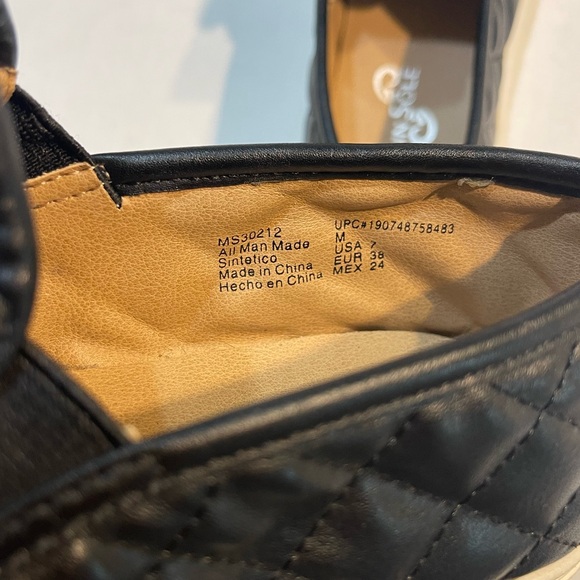 MS30212
All Man Made
Sintetico
Made in China
Hecho en China
UPC#190748758483
M
USA 7
EUR 38
MEX 24
SOLE